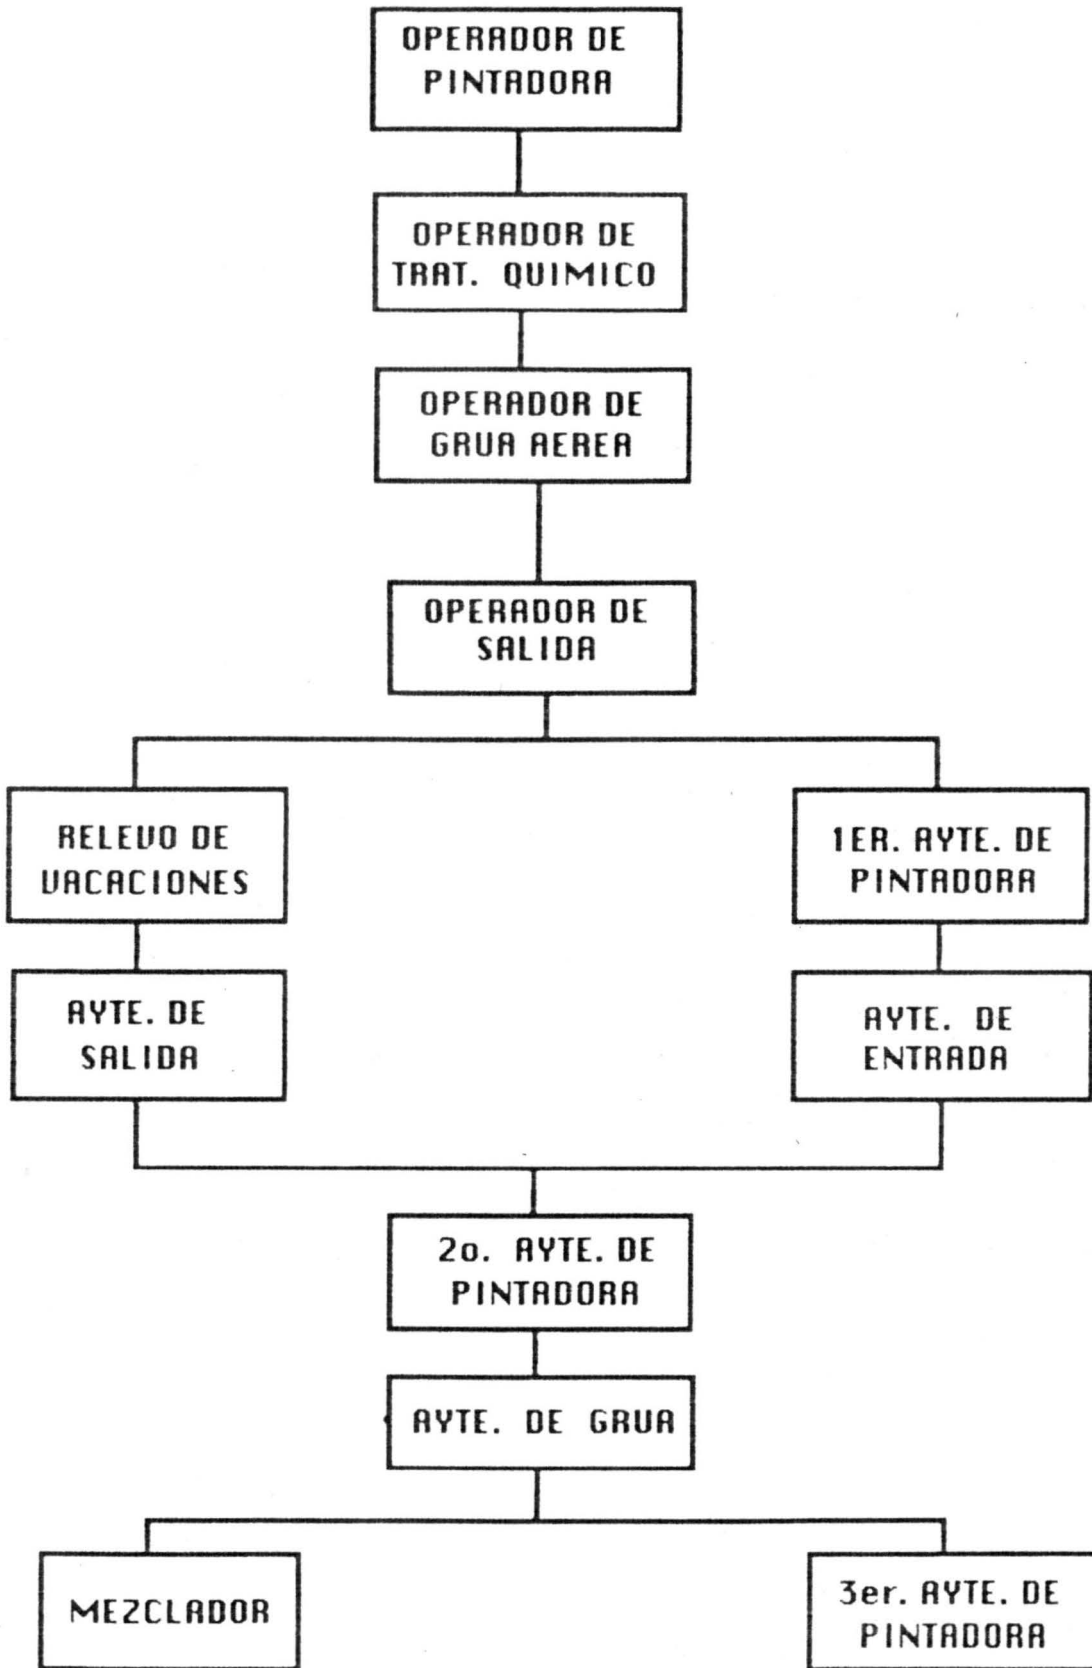 OPERADOR DE
PINTADORA
OPERADOR DE
TRAT. QUIMICO
OPERADOR DE
GRUA AEREA
OPERADOR DE
SALIDA
RELEVO DE
VACACIONES
1ER. AYTE. DE
PINTADORA
AYTE. DE
SALIDA
AYTE. DE
ENTRADA
2o. AYTE. DE
PINTADORA
AYTE. DE GRUA
MEZCLADOR
3er. AYTE. DE
PINTADORA